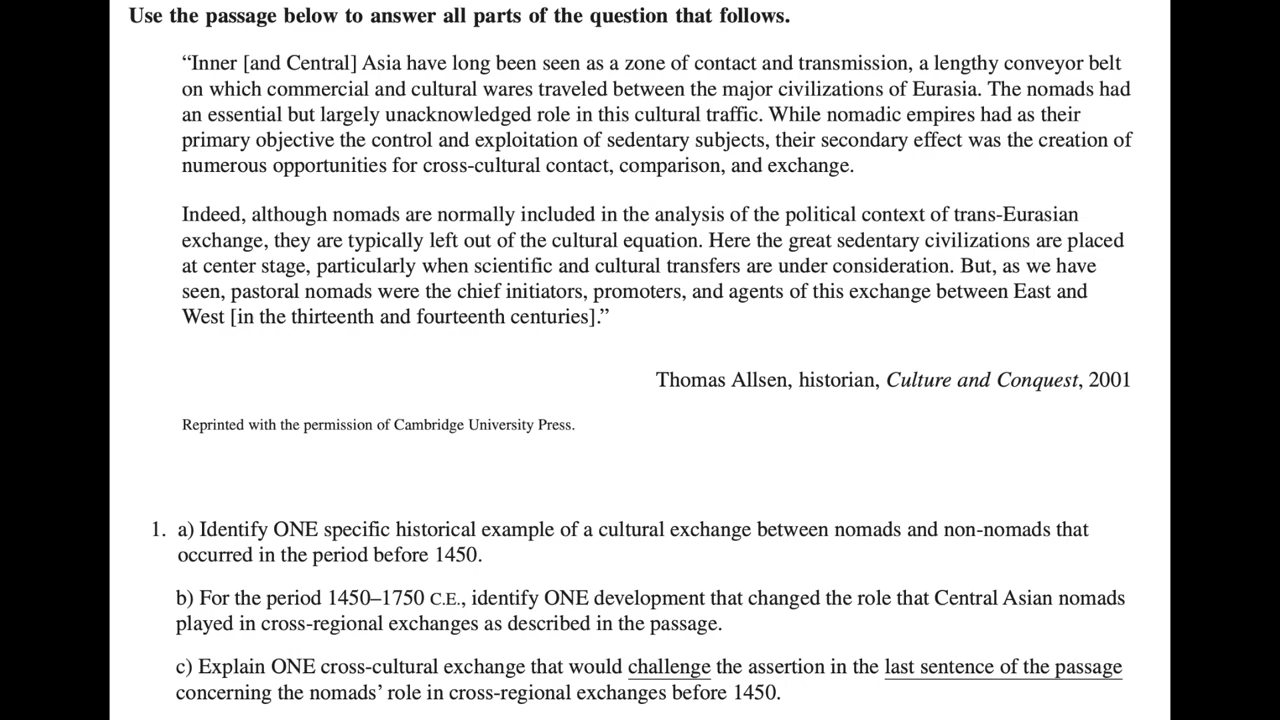 Use the passage below to answer all parts of the question that follows.
“Inner [and Central] Asia have long been seen as a zone of contact and transmission, a lengthy conveyor belt
on which commercial and cultural wares traveled between the major civilizations of Eurasia. The nomads had
an essential but largely unacknowledged role in this cultural traffic. While nomadic empires had as their
primary objective the control and exploitation of sedentary subjects, their secondary effect was the creation of
numerous opportunities for cross-cultural contact, comparison, and exchange.
Indeed, although nomads are normally included in the analysis of the political context of trans-Eurasian
exchange, they are typically left out of the cultural equation. Here the great sedentary civilizations are placed
at center stage, particularly when scientific and cultural transfers are under consideration. But, as we have
seen, pastoral nomads were the chief initiators, promoters, and agents of this exchange between East and
West [in the thirteenth and fourteenth centuries].”
Thomas Allsen, historian, Culture and Conquest, 2001
Reprinted with the permission of Cambridge University Press.
1. a) Identify ONE specific historical example of a cultural exchange between nomads and non-nomads that
occurred in the period before 1450.
b) For the period 1450–1750 C.E., identify ONE development that changed the role that Central Asian nomads
played in cross-regional exchanges as described in the passage.
c) Explain ONE cross-cultural exchange that would challenge the assertion in the last sentence of the passage
concerning the nomads’ role in cross-regional exchanges before 1450.